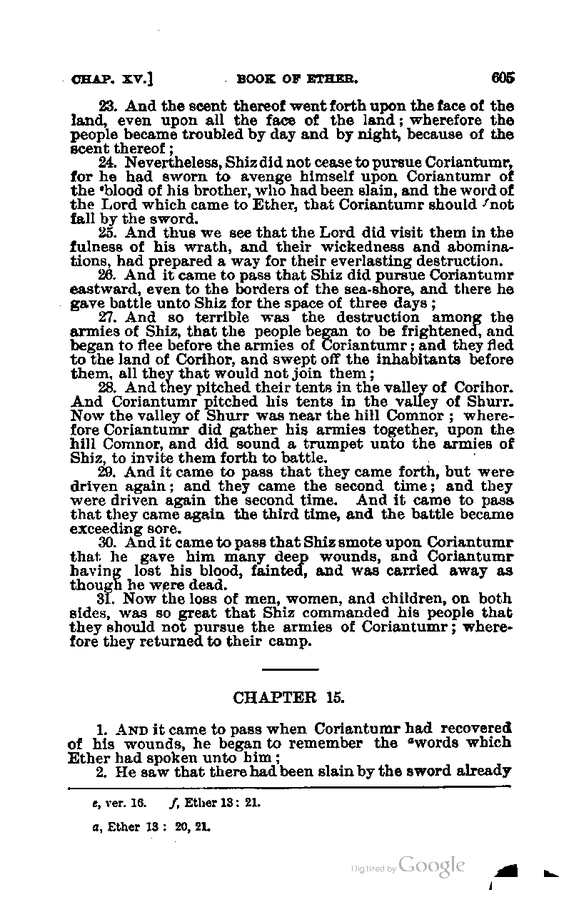 CHAP. XV.] BOOK OF ETHER. 605
23. And the scent thereof went forth upon the face of the
land, even upon all the face of the land; wherefore the
people became troubled by day and by night, because of the
scent thereof;
24. Nevertheless, Shiz did not cease to pursue Coriantumr,
for he had sworn to avenge himself upon Coriantumr of
the eblood of his brother, who had been slain, and the word of
the Lord which came to Ether, that Coriantumr should fnot
fall by the sword.
25. And thus we see that the Lord did visit them in the
fulness of his wrath, and their wickedness and abomina-
tions, had prepared a way for their everlasting destruction.
26. And it came to pass that Shiz did pursue Coriantumr
eastward, even to the borders of the sea-shore, and there he
gave battle unto Shiz for the space of three days;
27. And so terrible was the destruction among the
armies of Shiz, that the people began to be frightened, and
began to flee before the armies of Coriantumr; and they fled
to the land of Corihor, and swept off the inhabitants before
them, all they that would not join them;
28. And they pitched their tents in the valley of Corihor.
And Coriantumr pitched his tents in the valley of Shurr.
Now the valley of Shurr was near the hill Comnor; where-
fore Coriantumr did gather his armies together, upon the
hill Comnor, and did sound a trumpet unto the armies of
Shiz, to invite them forth to battle.
29. And it came to pass that they came forth, but were
driven again; and they came the second time; and they
were driven again the second time. And it came to pass
that they came again the third time, and the battle became
exceeding sore.
30. And it came to pass that Shiz smote upon Coriantumr
that he gave him many deep wounds, and Coriantumr
having lost his blood, fainted, and was carried away as
though he were dead.
31. Now the loss of men, women, and children, on both
sides, was so great that Shiz commanded his people that
they should not pursue the armies of Coriantumr; where-
fore they returned to their camp.
CHAPTER 15.
1. AND it came to pass when Coriantumr had recovered
of his wounds, he began to remember the awords which
Ether had spoken unto him;
2. He saw that there had been slain by the sword already
e, ver. 16. f, Ether 13: 21.
a, Ether 13: 20, 21.
Digitized by Google